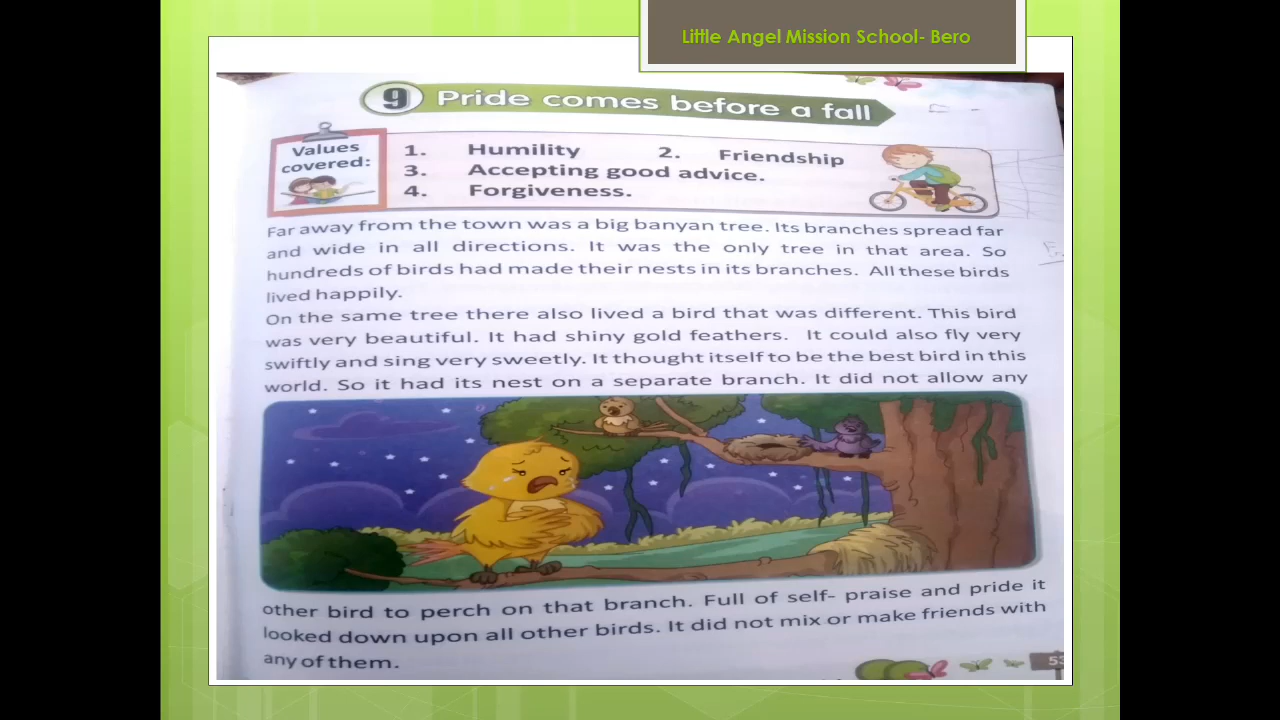 Little Angel Mission School- Bero
9 Pride comes before a fall
Values covered:
1. Humility 2. Friendship
3. Accepting good advice.
4. Forgiveness.
Far away from the town was a big banyan tree. Its branches spread far
and wide in all directions. It was the only tree in that area. So
hundreds of birds had made their nests in its branches. All these birds
lived happily.
On the same tree there also lived a bird that was different. This bird
was very beautiful. It had shiny gold feathers. It could also fly very
swiftly and sing very sweetly. It thought itself to be the best bird in this
world. So it had its nest on a separate branch. It did not allow any
other bird to perch on that branch. Full of self- praise and pride it
looked down upon all other birds. It did not mix or make friends with
any of them.